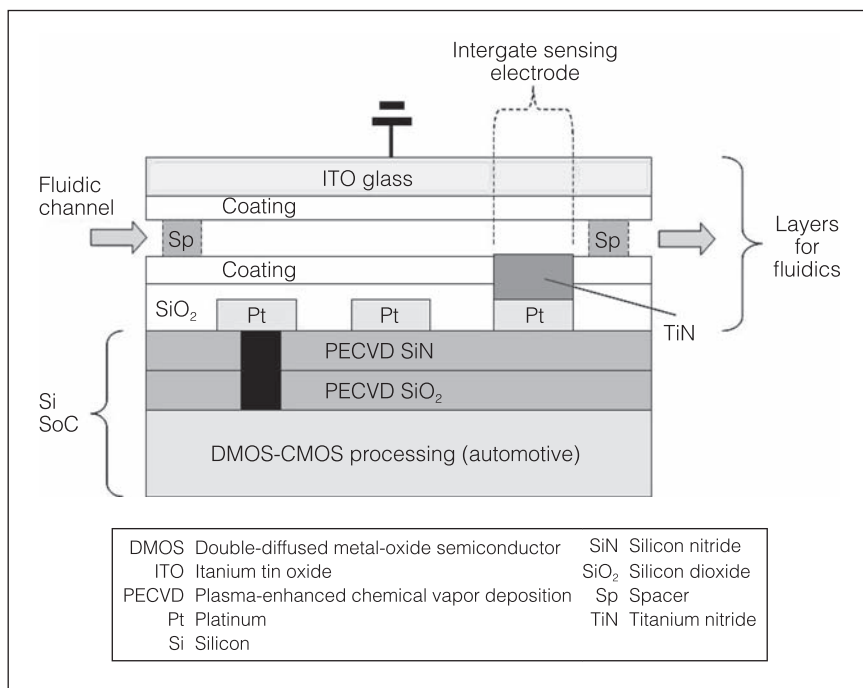 Intergate sensing
electrode
ITO glass
Fluidic
channel
Coating
Sp
Sp
Layers
for
fluidics
Coating
SiO₂
Pt
Pt
Pt
TiN
PECVD SiN
Si
SoC
PECVD SiO₂
DMOS-CMOS processing (automotive)
DMOS Double-diffused metal-oxide semiconductor
ITO Itanium tin oxide
PECVD Plasma-enhanced chemical vapor deposition
Pt Platinum
Si Silicon
SiN Silicon nitride
SiO₂ Silicon dioxide
Sp Spacer
TiN Titanium nitride